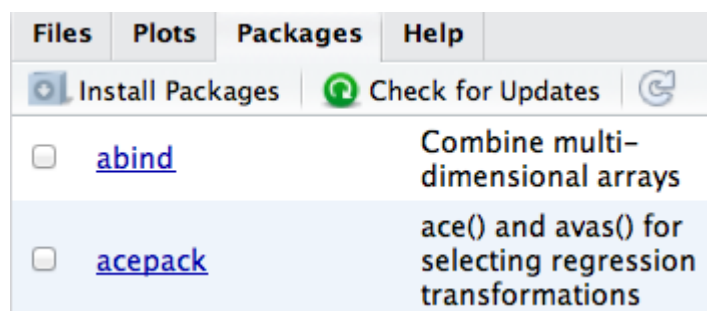 Files Plots Packages Help
Install Packages Check for Updates
abind Combine multi-
dimensional arrays
acepack ace() and avas() for
selecting regression
transformations